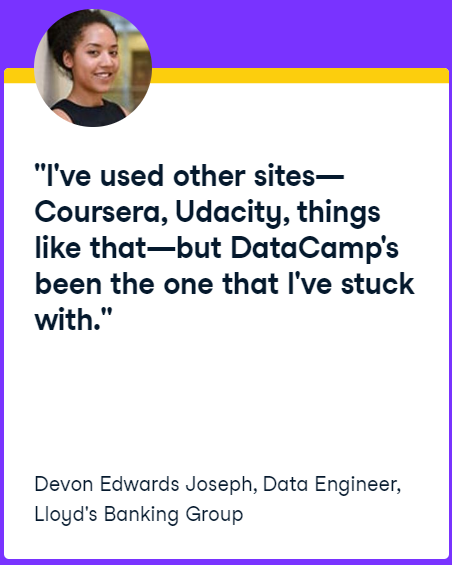 "I've used other sites—
Coursera, Udacity, things
like that—but DataCamp's
been the one that I've stuck
with."
Devon Edwards Joseph, Data Engineer,
Lloyd's Banking Group